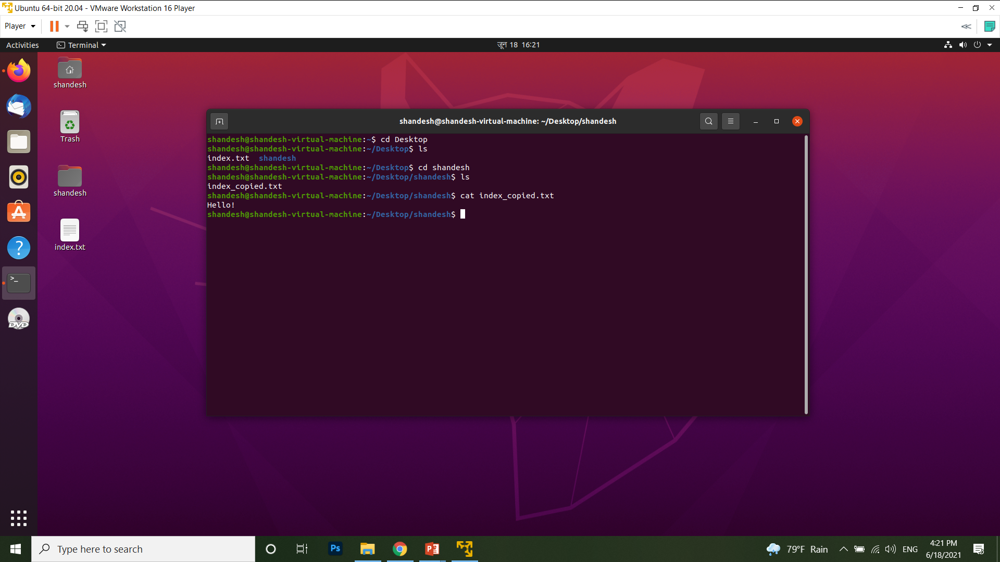 Ubuntu 64-bit 20.04 - VMware Workstation 16 Player
Player
Activities
Terminal
जून 18 16:21
shandesh
Trash
shandesh
index.txt
shandesh@shandesh-virtual-machine: ~/Desktop/shandesh
shandesh@shandesh-virtual-machine:~$ cd Desktop
shandesh@shandesh-virtual-machine:~/Desktop$ ls
index.txt  shandesh
shandesh@shandesh-virtual-machine:~/Desktop$ cd shandesh
shandesh@shandesh-virtual-machine:~/Desktop/shandesh$ ls
index_copied.txt
shandesh@shandesh-virtual-machine:~/Desktop/shandesh$ cat index_copied.txt
Hello!
shandesh@shandesh-virtual-machine:~/Desktop/shandesh$
>_
DVD
Type here to search
Ps
79°F Rain
ENG
4:21 PM
6/18/2021